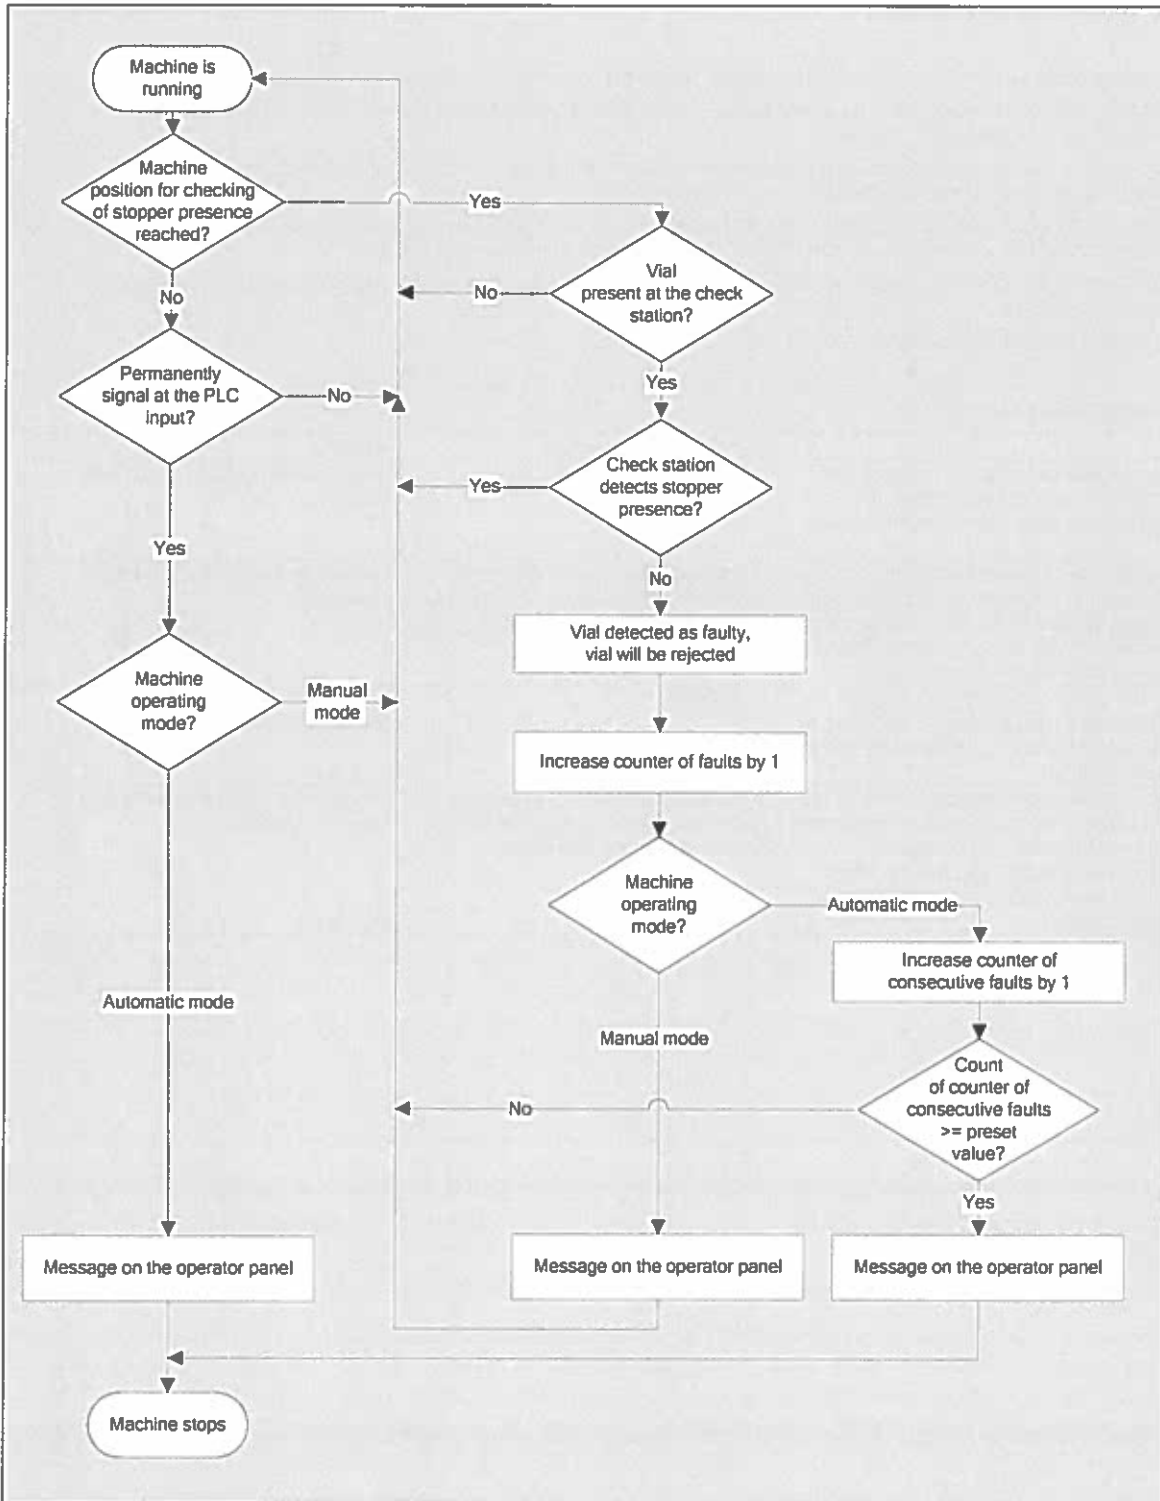 Machine is
running
Machine
position for checking
of stopper presence
reached?
Yes
No
Vial
present at the check
station?
No
Permanently
signal at the PLC
input?
No
Yes
Check station
detects stopper
presence?
Yes
Yes
No
Vial detected as faulty,
vial will be rejected
Machine
operating
mode?
Manual
mode
Increase counter of faults by 1
Machine
operating
mode?
Automatic mode
Increase counter of
consecutive faults by 1
Automatic mode
Manual mode
Count
of counter of
consecutive faults
>= preset
value?
No
Yes
Message on the operator panel
Message on the operator panel
Message on the operator panel
Machine stops